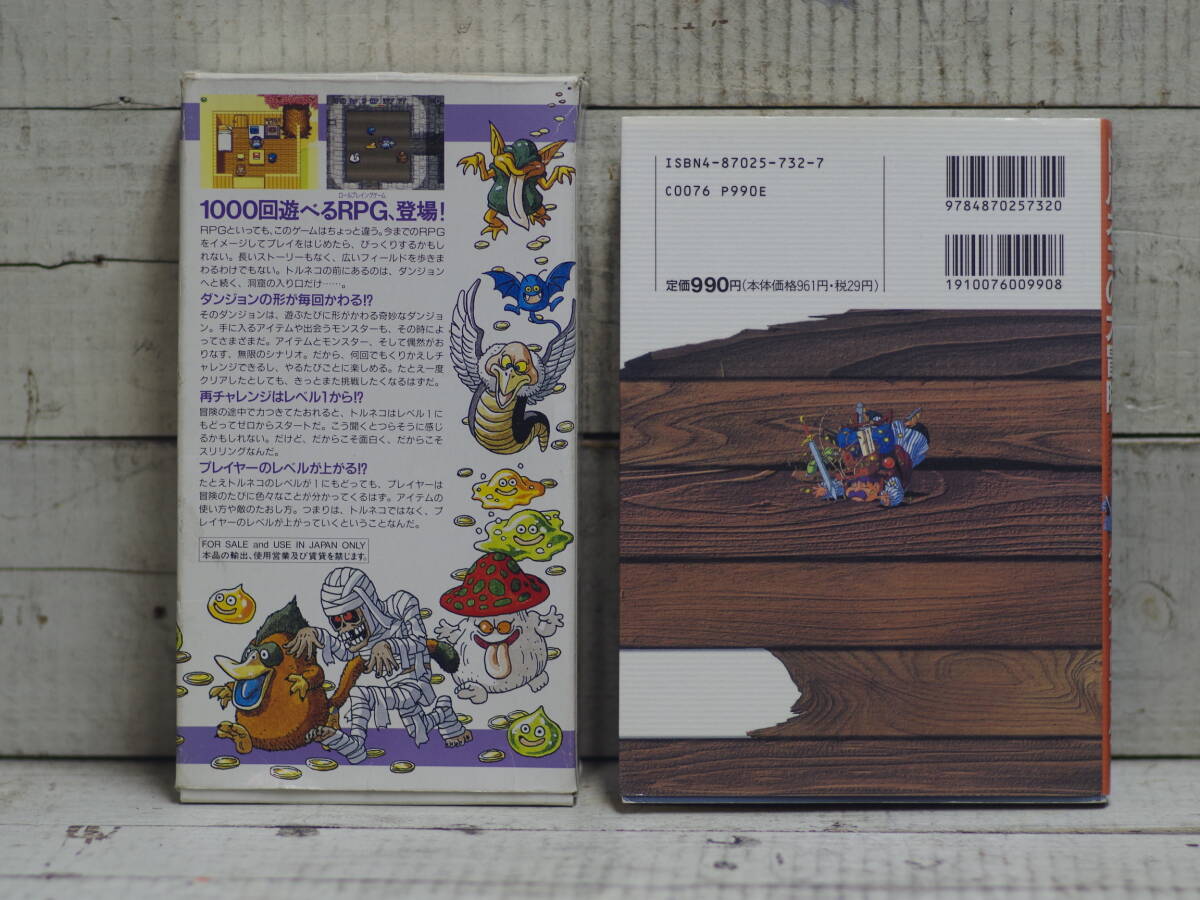 ロールプレイングゲーム
1000回遊べるRPG、登場!
RPGといっても、このゲームはちょっと違う。今までのRPG
をイメージしてプレイをはじめたら、びっくりするかもし
れない。長いストーリーもなく、広いフィールドを歩きま
わるわけでもない。トルネコの前にあるのは、ダンジョン
へと続く、洞窟の入り口だけ……。
ダンジョンの形が毎回かわる!?
そのダンジョンは、遊ぶたびに形がかわる奇妙なダンジョ
ン。手に入るアイテムや出会うモンスターも、その時によ
ってさまざまだ。アイテムとモンスター、そして偶然がお
りなす、無限のシナリオ。だから、何回でもくりかえしチ
ャレンジできるし、やるたびごとに楽しめる。たとえ一度
クリアしたとしても、きっとまた挑戦したくなるはずだ。
再チャレンジはレベル1から!?
冒険の途中で力つきてたおれると、トルネコはレベル1に
もどってゼロからスタートだ。こう聞くとつらそうに感じ
るかもしれない。だけど、だからこそ面白く、だからこそ
スリリングなんだ。
プレイヤーのレベルが上がる!?
たとえトルネコのレベルが1にもどっても、プレイヤーは
冒険のたびに色々なことが分かってくるはず。アイテムの
使い方や敵のたおし方。つまりは、トルネコではなく、プ
レイヤーのレベルが上がっていくということなんだ。
FOR SALE and USE IN JAPAN ONLY
本品の輸出、使用営業及び賃貸を禁じます。
ISBN4-87025-732-7
C0076 P990E
定価990円(本体価格961円・税29円)
9784870257320
1910076009908